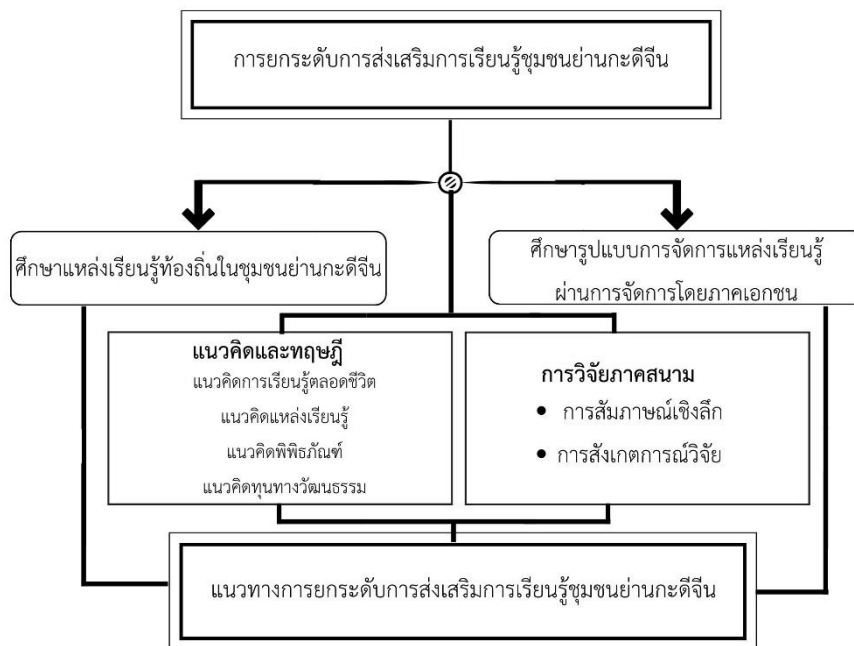 การยกระดับการส่งเสริมการเรียนรู้ชุมชนย่านกะดีจีน
ศึกษาแหล่งเรียนรู้ท้องถิ่นในชุมชนย่านกะดีจีน
ศึกษารูปแบบการจัดการแหล่งเรียนรู้
ผ่านการจัดการโดยภาคเอกชน
แนวคิดและทฤษฎี
แนวคิดการเรียนรู้ตลอดชีวิต
แนวคิดแหล่งเรียนรู้
แนวคิดพิพิธภัณฑ์
แนวคิดทุนทางวัฒนธรรม
การวิจัยภาคสนาม
• การสัมภาษณ์เชิงลึก
• การสังเกตการณ์วิจัย
แนวทางการยกระดับการส่งเสริมการเรียนรู้ชุมชนย่านกะดีจีน